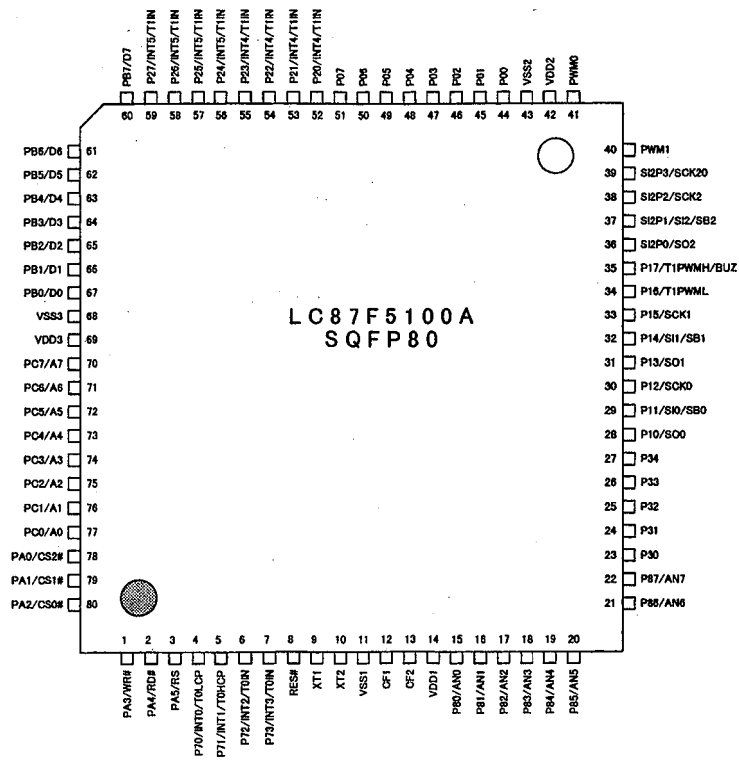 PB7/D7
P27/INT5/T1IN
P26/INT5/T1IN
P25/INT5/T1IN
P24/INT5/T1IN
P23/INT4/T1IN
P22/INT4/T1IN
P21/INT4/T1IN
P20/INT4/T1IN
P07
P06
P05
P04
P03
P02
P01
P00
VSS2
VDD2
PWM0
60 59 58 57 56 55 54 53 52 51 50 49 48 47 46 45 44 43 42 41
PB6/D6 61
PB5/D5 62
PB4/D4 63
PB3/D3 64
PB2/D2 65
PB1/D1 66
PB0/D0 67
VSS3 68
VDD3 69
PC7/A7 70
PC6/A6 71
PC5/A5 72
PC4/A4 73
PC3/A3 74
PC2/A2 75
PC1/A1 76
PC0/A0 77
PA0/CS2# 78
PA1/CS1# 79
PA2/CS0# 80
LC87F5100A
SQFP80
40 PWM1
39 SI2P3/SCK20
38 SI2P2/SCK2
37 SI2P1/SI2/SB2
36 SI2P0/SO2
35 P17/T1PWMH/BUZ
34 P16/T1PWML
33 P15/SCK1
32 P14/SI1/SB1
31 P13/SO1
30 P12/SCK0
29 P11/SI0/SB0
28 P10/SO0
27 P34
26 P33
25 P32
24 P31
23 P30
22 P87/AN7
21 P86/AN6
1 2 3 4 5 6 7 8 9 10 11 12 13 14 15 16 17 18 19 20
PA3/WR#
PA4/RD#
PA5/RS
P70/INT0/T0LCP
P71/INT1/T0HCP
P72/INT2/T0IN
P73/INT3/T0IN
RES#
XT1
XT2
VSS1
CF1
CF2
VDD1
P80/AN0
P81/AN1
P82/AN2
P83/AN3
P84/AN4
P85/AN5